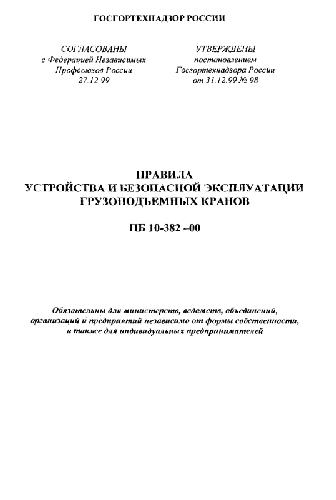 ГОСГОРТЕХНАДЗОР РОССИИ
СОГЛАСОВАНЫ
с Федерацией Независимых
Профсоюзов России
27.12.99
УТВЕРЖДЕНЫ
постановлением
Госгортехнадзора России
от 31.12.99 № 98
ПРАВИЛА
УСТРОЙСТВА И БЕЗОПАСНОЙ ЭКСПЛУАТАЦИИ
ГРУЗОПОДЪЕМНЫХ КРАНОВ
ПБ 10-382 –00
Обязательны для министерств, ведомств, объединений,
организаций и предприятий независимо от формы собственности,
а также для индивидуальных предпринимателей